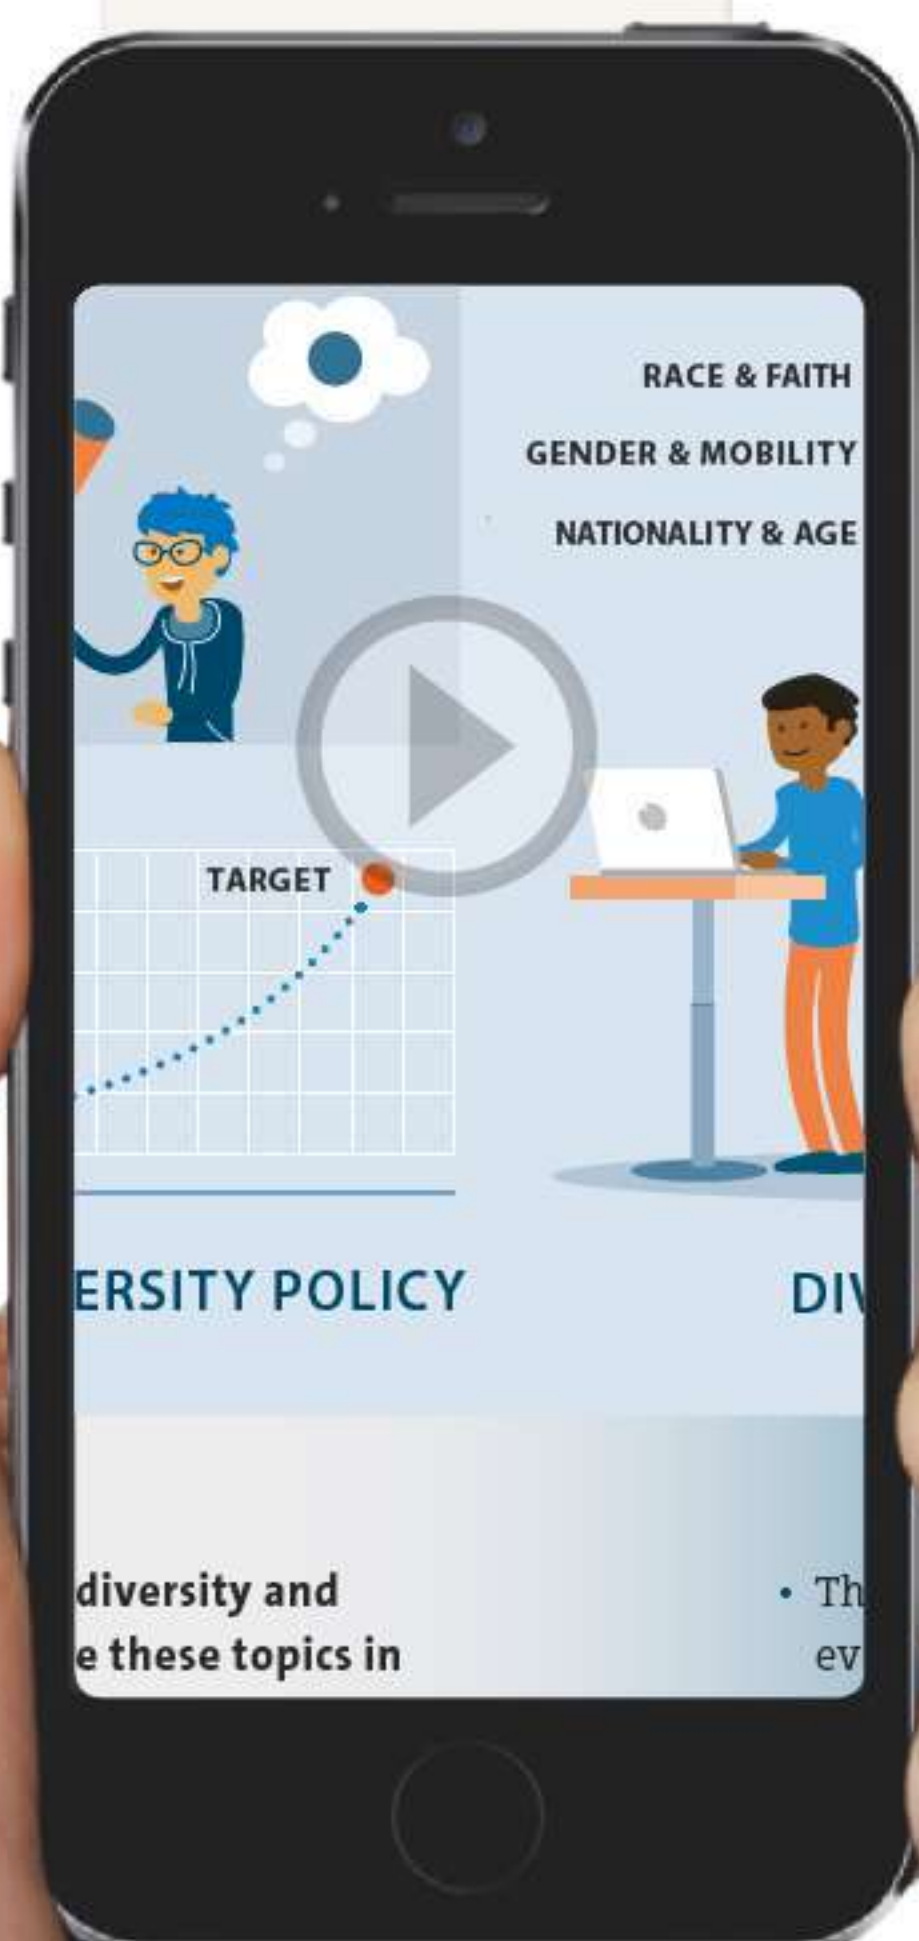 RACE & FAITH
GENDER & MOBILITY
NATIONALITY & AGE
TARGET
ERSITY POLICY
DIV
diversity and
e these topics in
• Th
ev